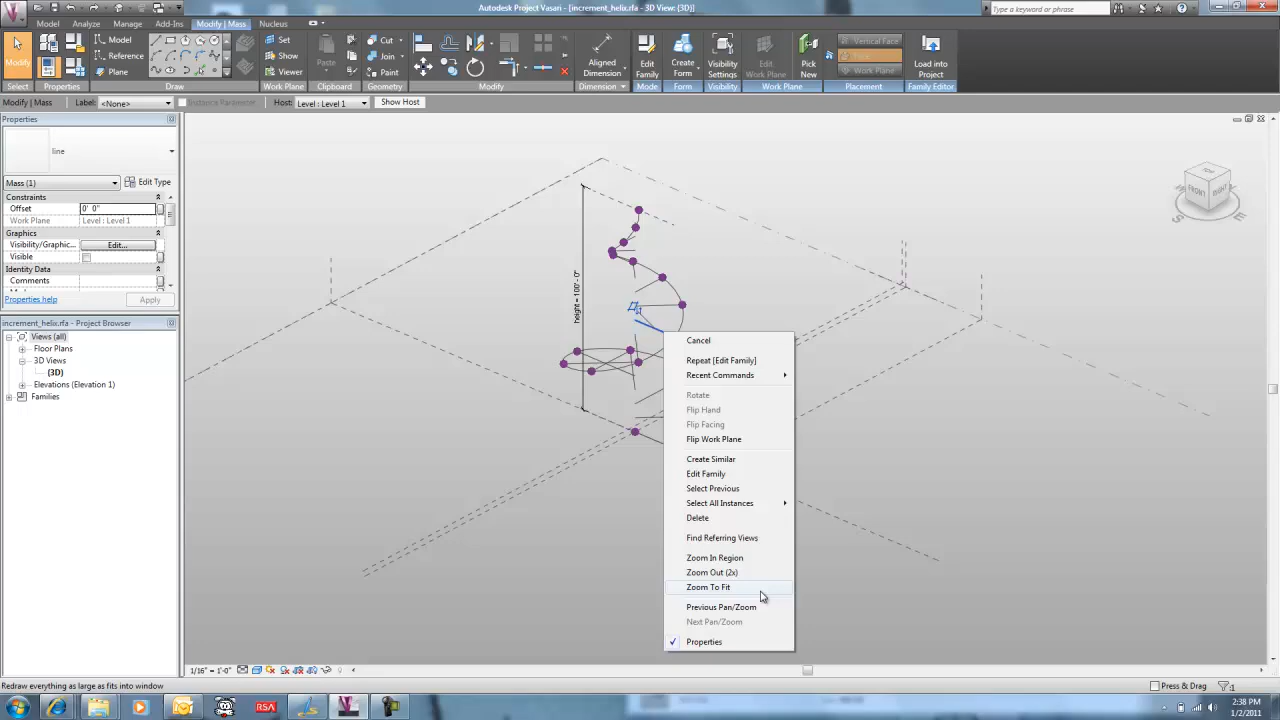 Autodesk Project Vasari - [increment_helix.rfa - 3D View: {3D}]
Type a keyword or phrase
Model Analyze Manage Add-Ins Modify | Mass Nucleus
Modify
Model
Reference
Plane
Set
Show
Viewer
Paste
Cut
Join
Paint
Aligned
Dimension
Edit
Family
Create
Form
Visibility
Settings
Edit
Work Plane
Pick
New
Vertical Face
Face
Work Plane
Load into
Project
Select Properties Draw Work Plane Clipboard Geometry Modify Dimension Mode Form Visibility Work Plane Placement Family Editor
Modify | Mass Label: <None> Instance Parameter Host: Level : Level 1 Show Host
Properties
line
Mass (1) Edit Type
Constraints
Offset 0' 0"
Work Plane Level : Level 1
Graphics
Visibility/Graphic... Edit...
Visible
Identity Data
Comments
Properties help Apply
increment_helix.rfa - Project Browser
Views (all)
Floor Plans
3D Views
{3D}
Elevations (Elevation 1)
Families
height = 100' - 0"
FRONT RIGHT
S E
Cancel
Repeat [Edit Family]
Recent Commands
Rotate
Flip Hand
Flip Facing
Flip Work Plane
Create Similar
Edit Family
Select Previous
Select All Instances
Delete
Find Referring Views
Zoom In Region
Zoom Out (2x)
Zoom To Fit
Previous Pan/Zoom
Next Pan/Zoom
Properties
1/16" = 1'-0"
Redraw everything as large as fits into window
Press & Drag :1
RSA
2:38 PM
1/2/2011